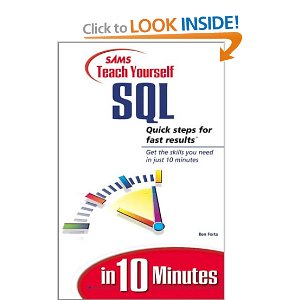 Click to LOOK INSIDE!
SAMS
Teach Yourself
SQL
Quick steps for
fast results™
Get the skills you need
in just 10 minutes
Ben Forta
in 10 Minutes